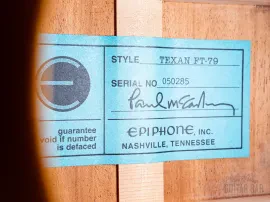 STYLE TEXAN FT-79
SERIAL NO 050285
Paul McCartney
guarantee
void if number
is defaced
EPIPHONE, INC.
NASHVILLE, TENNESSEE